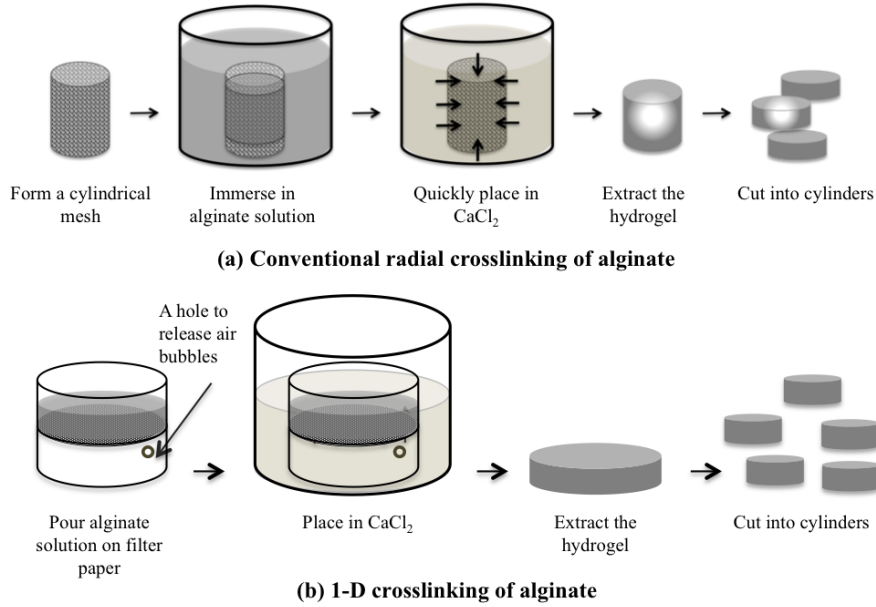 Form a cylindrical
mesh
Immerse in
alginate solution
Quickly place in
CaCl₂
Extract the
hydrogel
Cut into cylinders
(a) Conventional radial crosslinking of alginate
A hole to
release air
bubbles
Pour alginate
solution on filter
paper
Place in CaCl₂
Extract the
hydrogel
Cut into cylinders
(b) 1-D crosslinking of alginate